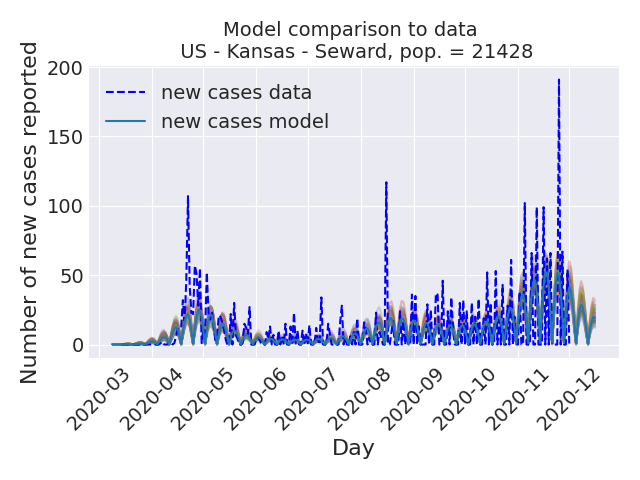 Model comparison to data
US - Kansas - Seward, pop. = 21428
Number of new cases reported
200
150
100
50
0
new cases data
new cases model
2020-03
2020-04
2020-05
2020-06
2020-07
2020-08
2020-09
2020-10
2020-11
2020-12
Day